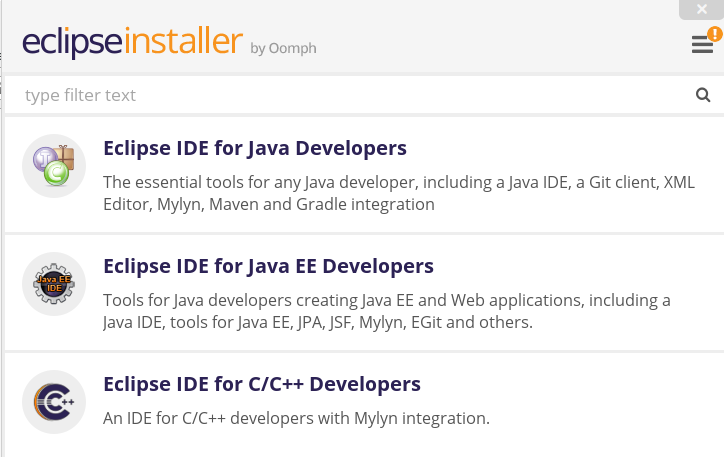 eclipseinstaller by Oomph
type filter text
Eclipse IDE for Java Developers
The essential tools for any Java developer, including a Java IDE, a Git client, XML
Editor, Mylyn, Maven and Gradle integration
Java EE
IDE
Eclipse IDE for Java EE Developers
Tools for Java developers creating Java EE and Web applications, including a
Java IDE, tools for Java EE, JPA, JSF, Mylyn, EGit and others.
C++
Eclipse IDE for C/C++ Developers
An IDE for C/C++ developers with Mylyn integration.